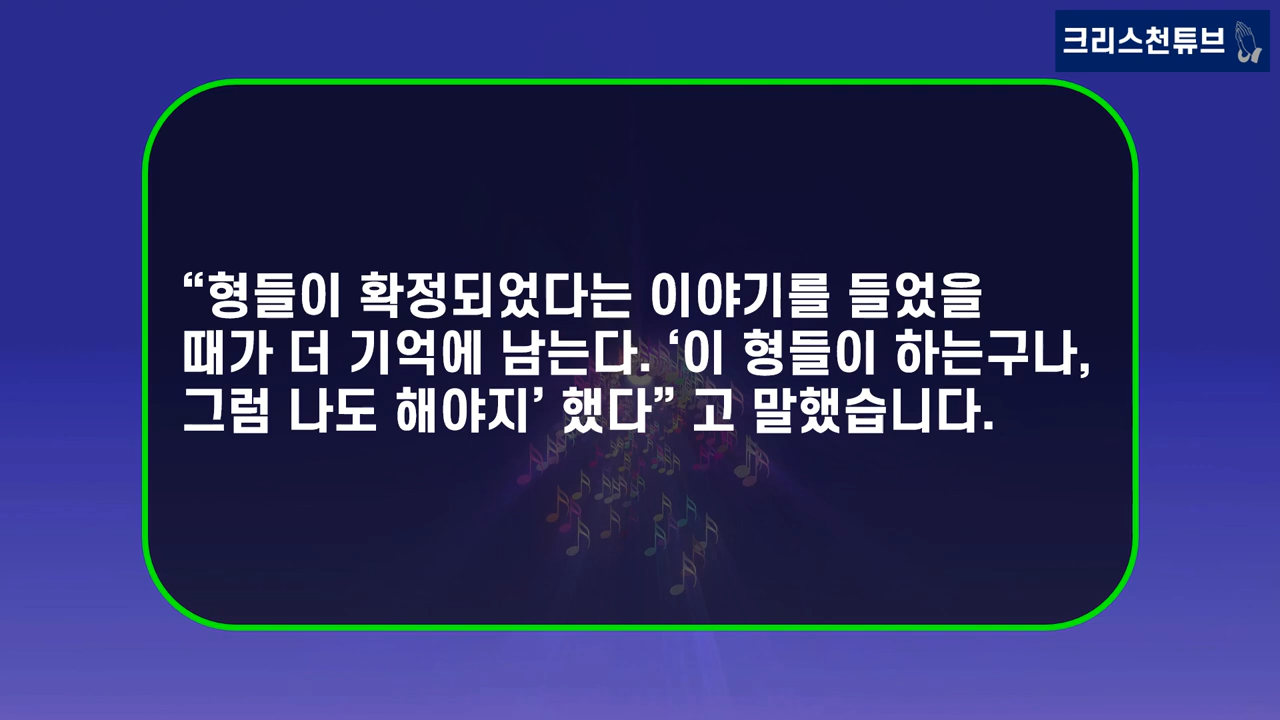 크리스천튜브
“형들이 확정되었다는 이야기를 들었을
때가 더 기억에 남는다. ‘이 형들이 하는구나,
그럼 나도 해야지’ 했다” 고 말했습니다.